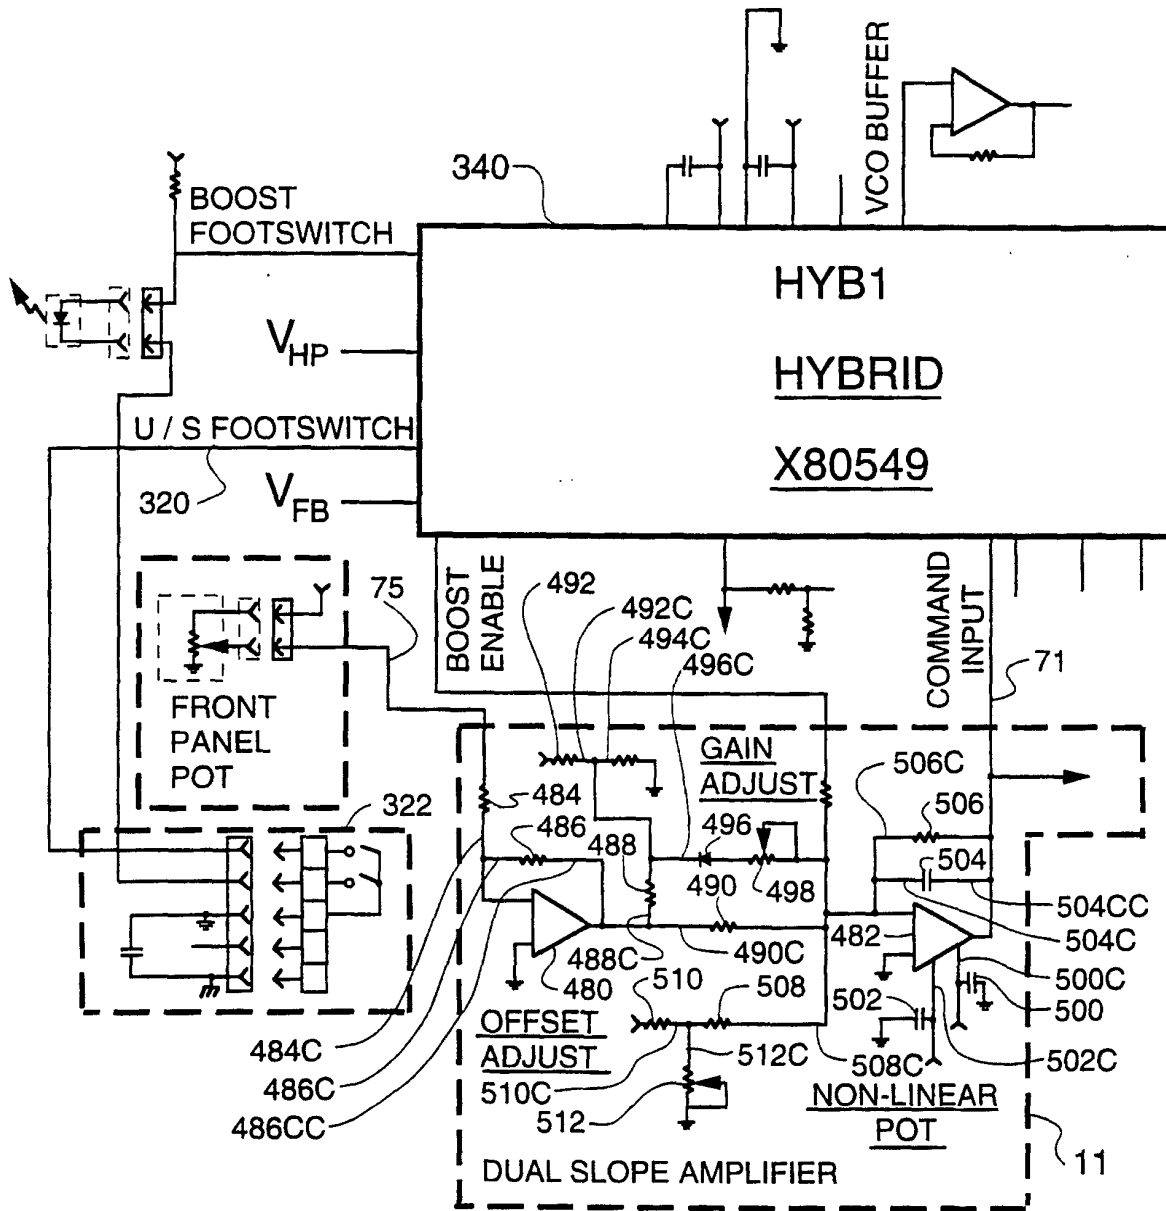 VCO BUFFER
340
BOOST
FOOTSWITCH
HYB1
VHP
HYBRID
U / S FOOTSWITCH
X80549
320
VFB
75
BOOST
ENABLE
492
492C
494C
496C
COMMAND
INPUT
71
FRONT
PANEL
POT
GAIN
ADJUST
506C
506
322
484
486
488
496
504
490
498
504CC
482
504C
490C
488C
510
508
500C
480
502
500
OFFSET
ADJUST
484C
512C
508C
502C
486C
510C
NON-LINEAR
POT
486CC
512
DUAL SLOPE AMPLIFIER
11